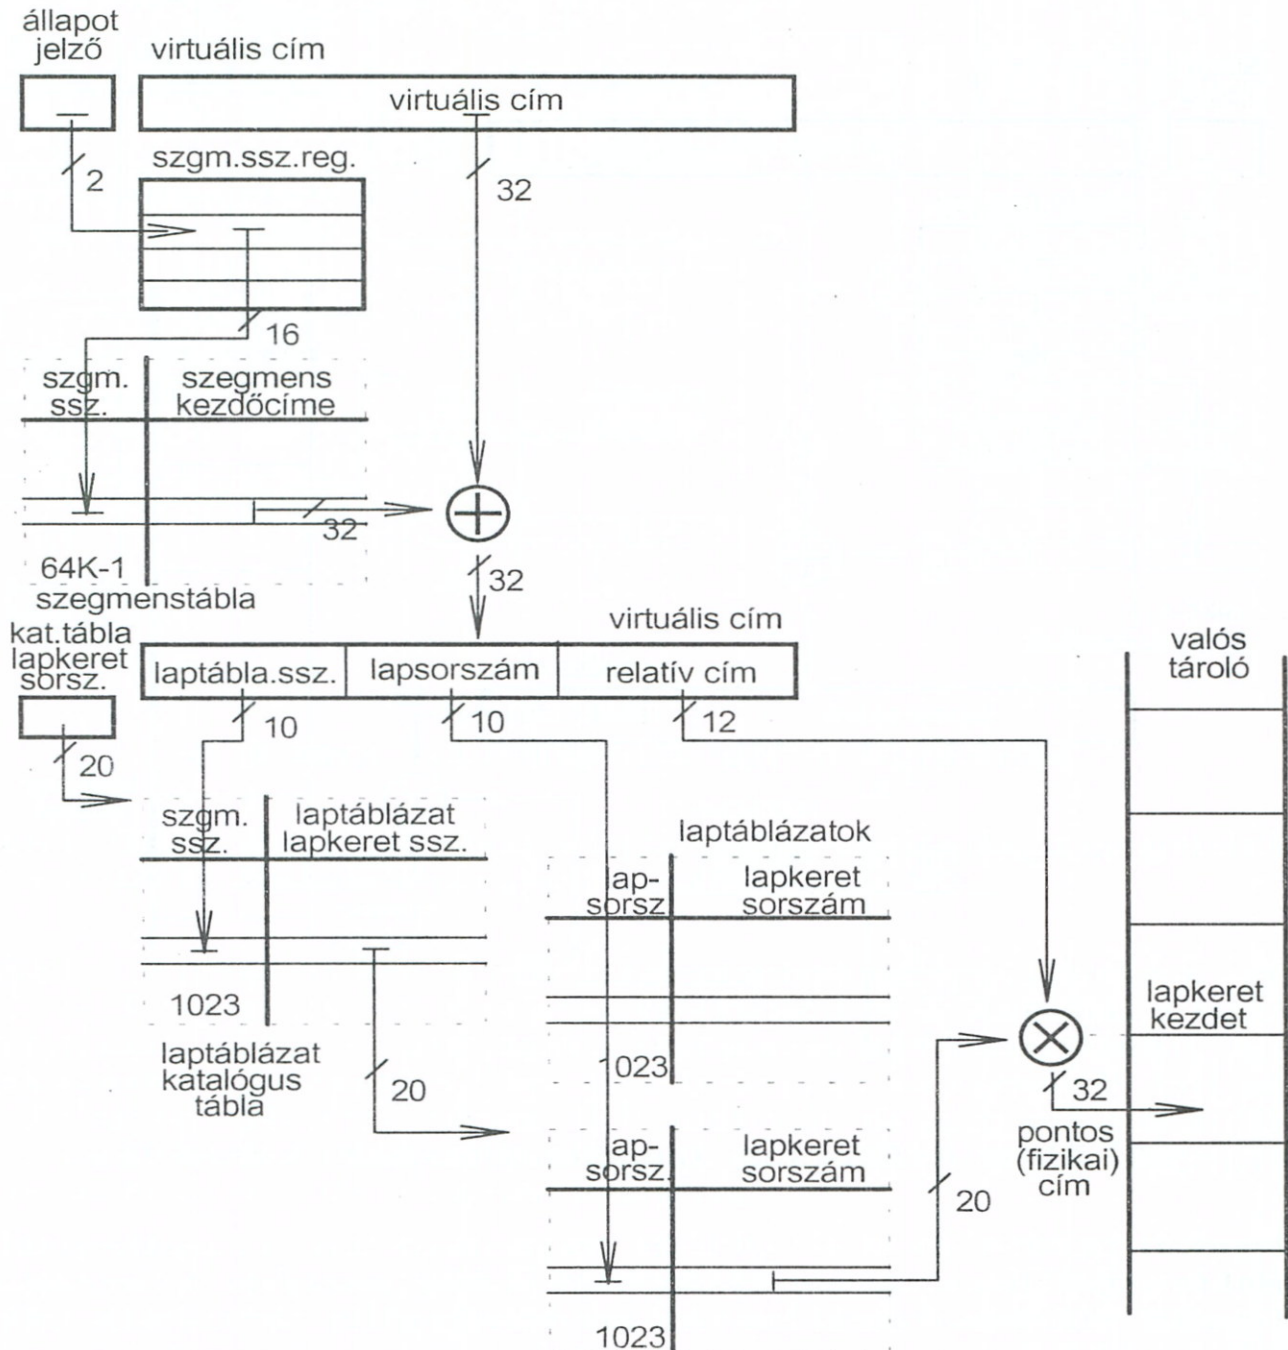 állapot
jelző
virtuális cím
virtuális cím
szgm.ssz.reg.
2
32
16
szgm.
ssz.
szegmens
kezdőcíme
32
64K-1
szegmenstábla
32
virtuális cím
kat.tábla
lapkeret
sorsz.
laptábla.ssz.
lapsorszám
relatív cím
valós
tároló
10
10
12
20
szgm.
ssz.
laptáblázat
lapkeret ssz.
laptáblázatok
ap-
sorsz
lapkeret
sorszám
1023
laptáblázat
katalógus
tábla
20
023
lapkeret
kezdet
32
pontos
(fizikai)
cím
ap-
sorsz.
lapkeret
sorszám
20
1023